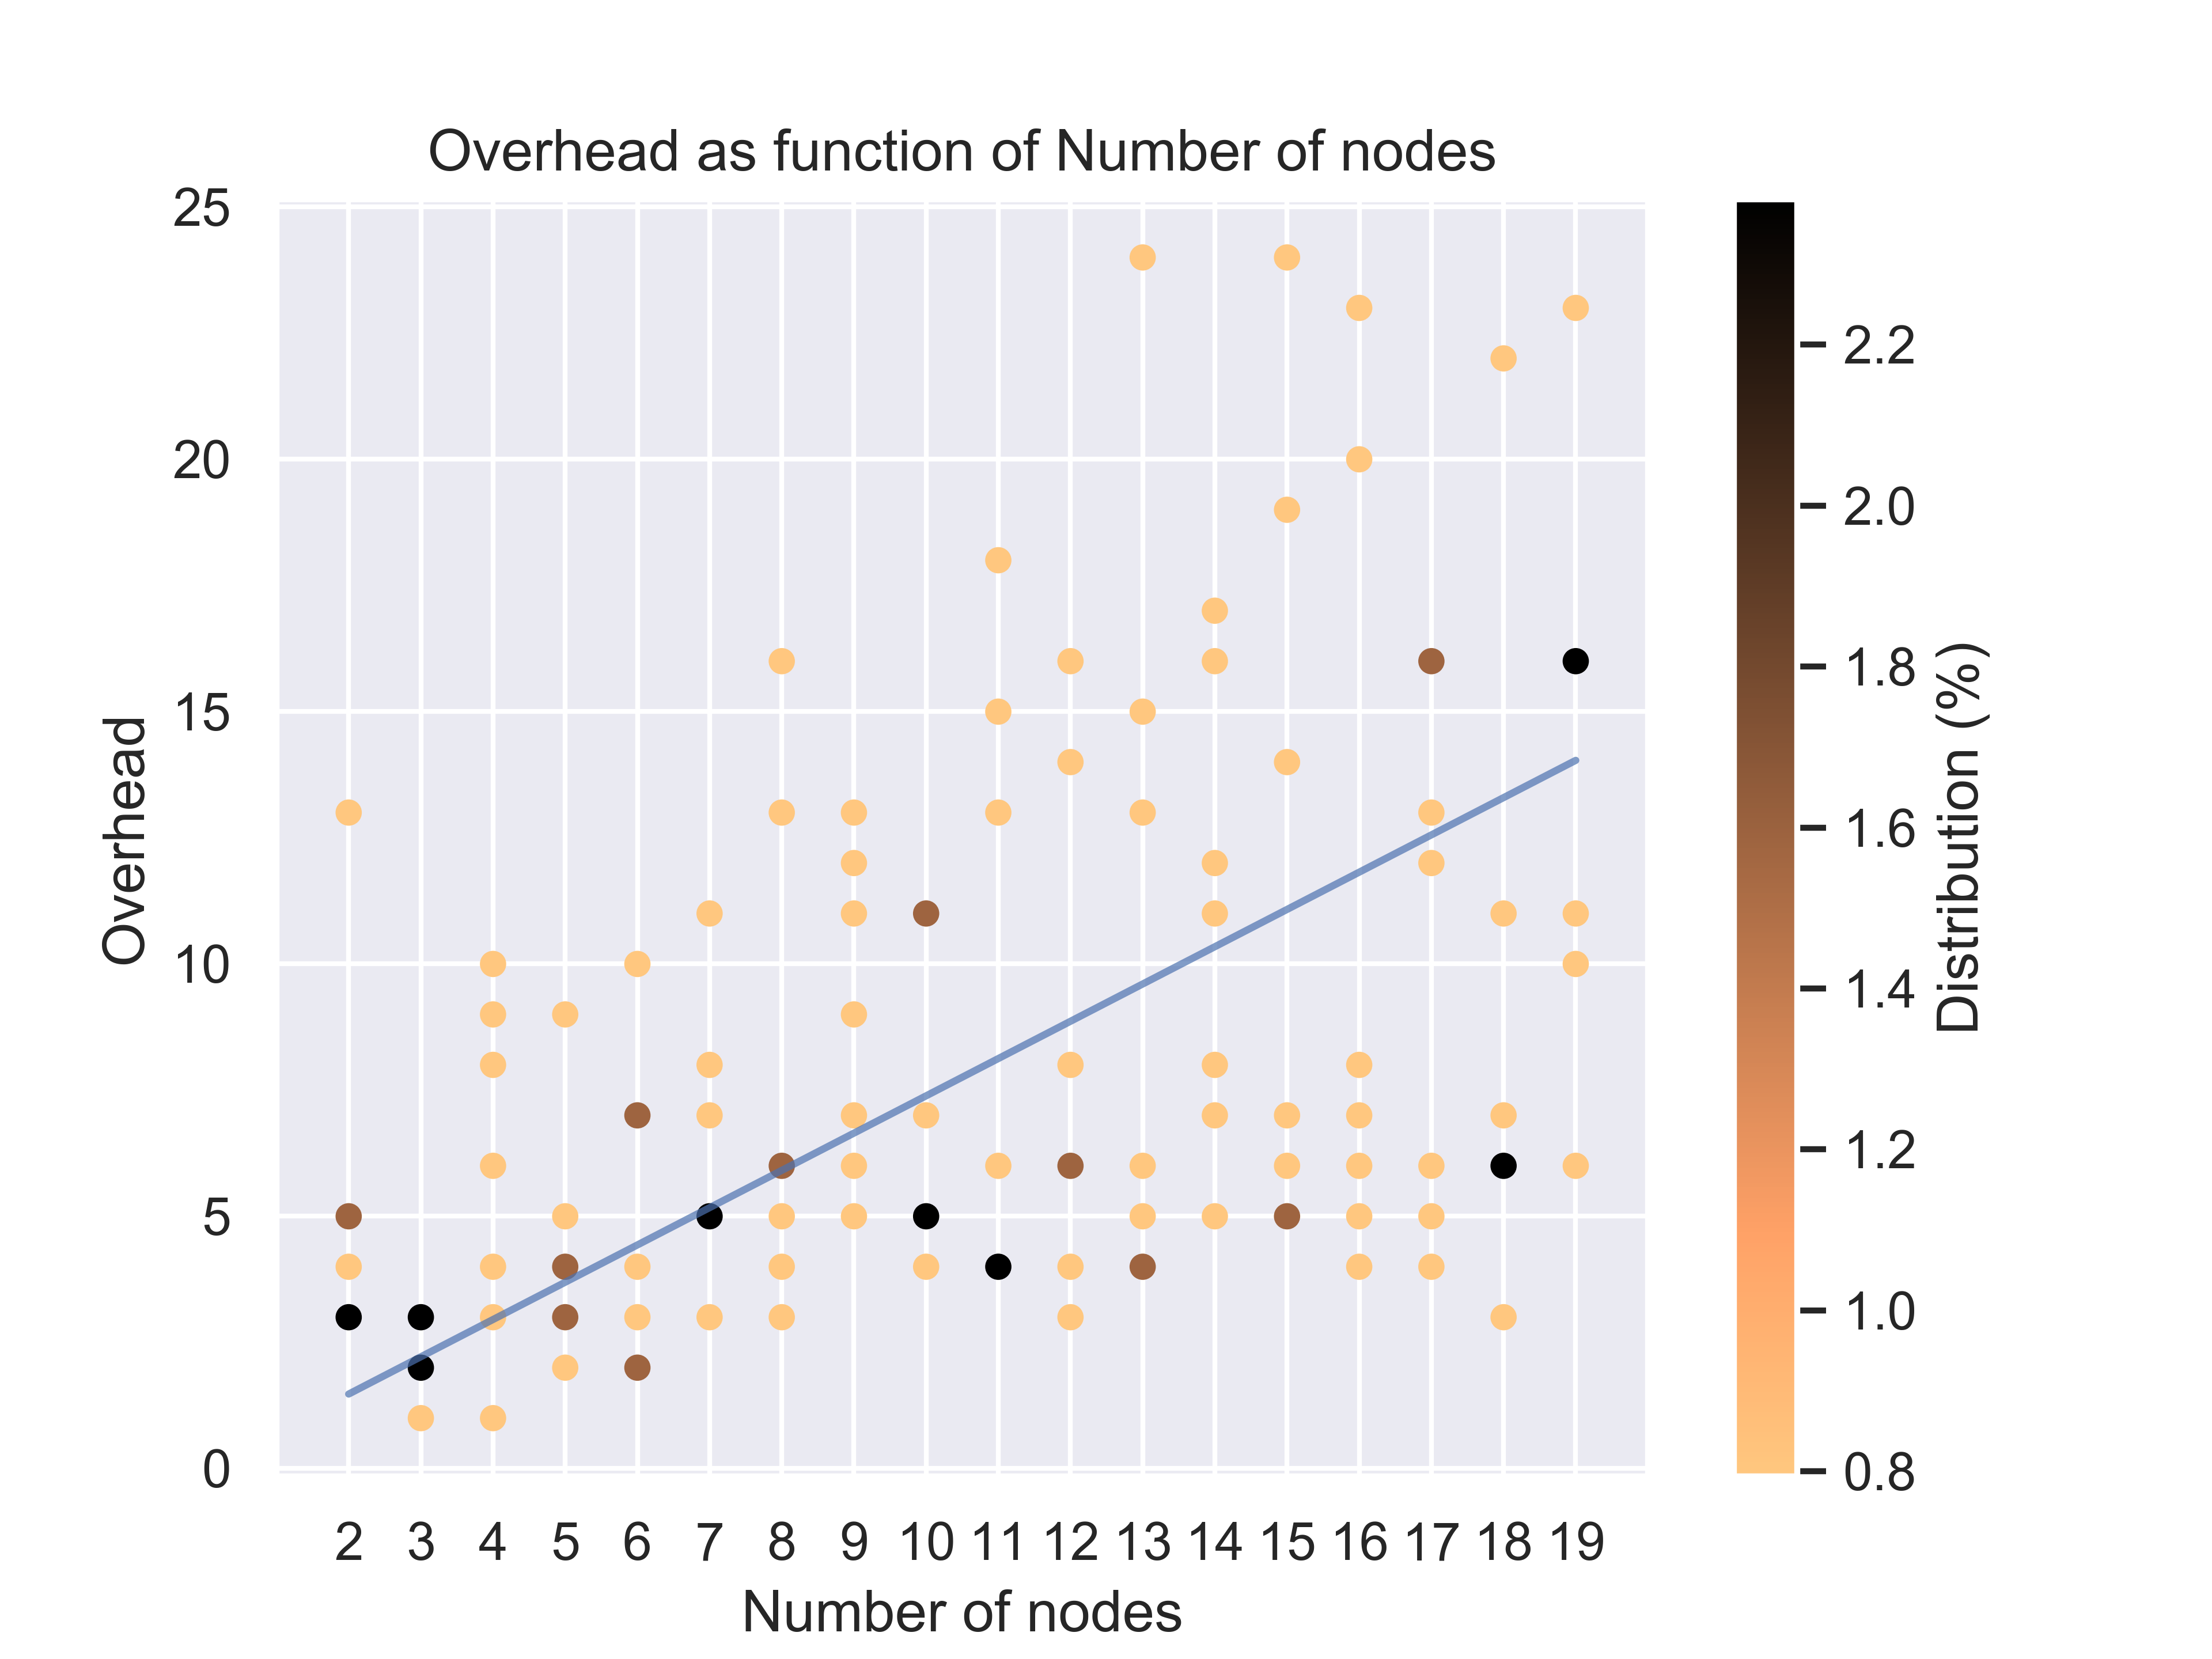 Overhead as function of Number of nodes
25
20
15
10
5
0
Overhead
2 3 4 5 6 7 8 9 10 11 12 13 14 15 16 17 18 19
Number of nodes
2.2
2.0
1.8
1.6
1.4
1.2
1.0
0.8
Distribution (%)